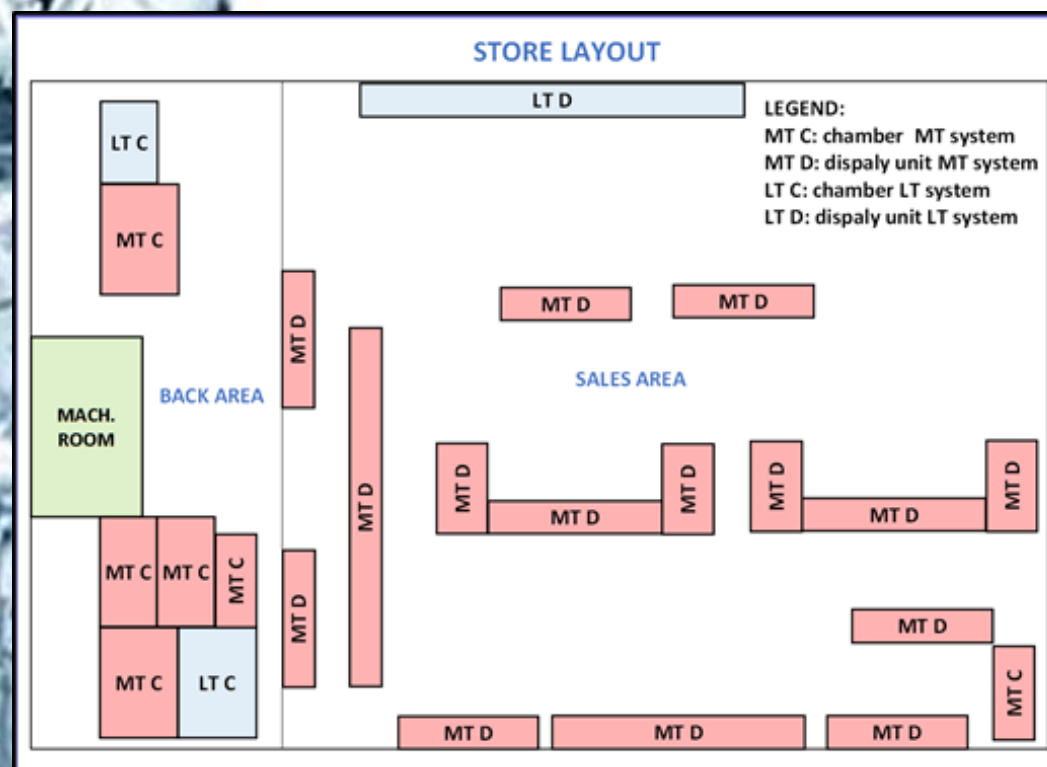 STORE LAYOUT
LT D
LEGEND:
MT C: chamber MT system
MT D: dispaly unit MT system
LT C: chamber LT system
LT D: dispaly unit LT system
LT C
MT C
MT D
MT D
MT D
MT D
SALES AREA
BACK AREA
MACH.
ROOM
MT D
MT D
MT D
MT D
MT D
MT D
MT C
MT C
MT C
MT D
MT D
MT C
LT C
MT C
MT D
MT D
MT D